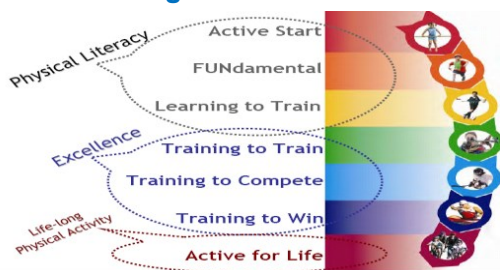 Physical Literacy
Active Start
FUNdamental
Learning to Train
Excellence
Training to Train
Training to Compete
Training to Win
Life-long
Physical Activity
Active for Life